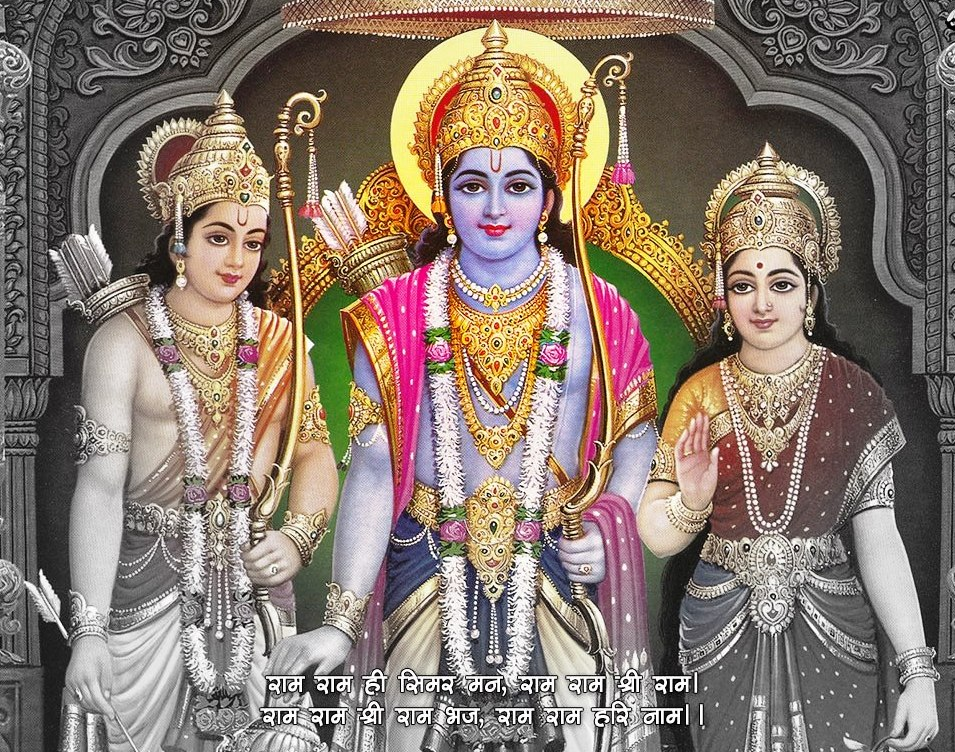 राम राम ही सिमर मन, राम राम श्री राम।
राम राम श्री राम भज, राम राम हरि नाम।।